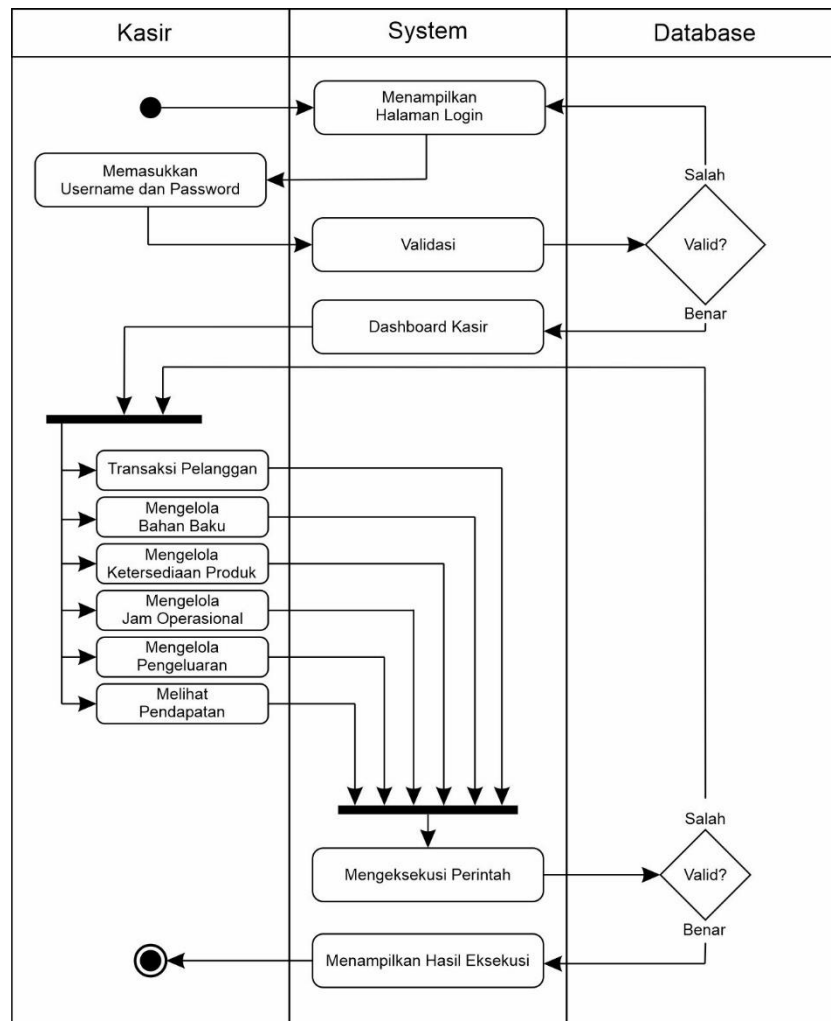 Kasir
System
Database
Menampilkan
Halaman Login
Memasukkan
Username dan Password
Salah
Validasi
Valid?
Benar
Dashboard Kasir
Transaksi Pelanggan
Mengelola
Bahan Baku
Mengelola
Ketersediaan Produk
Mengelola
Jam Operasional
Mengelola
Pengeluaran
Melihat
Pendapatan
Salah
Mengeksekusi Perintah
Valid?
Benar
Menampilkan Hasil Eksekusi